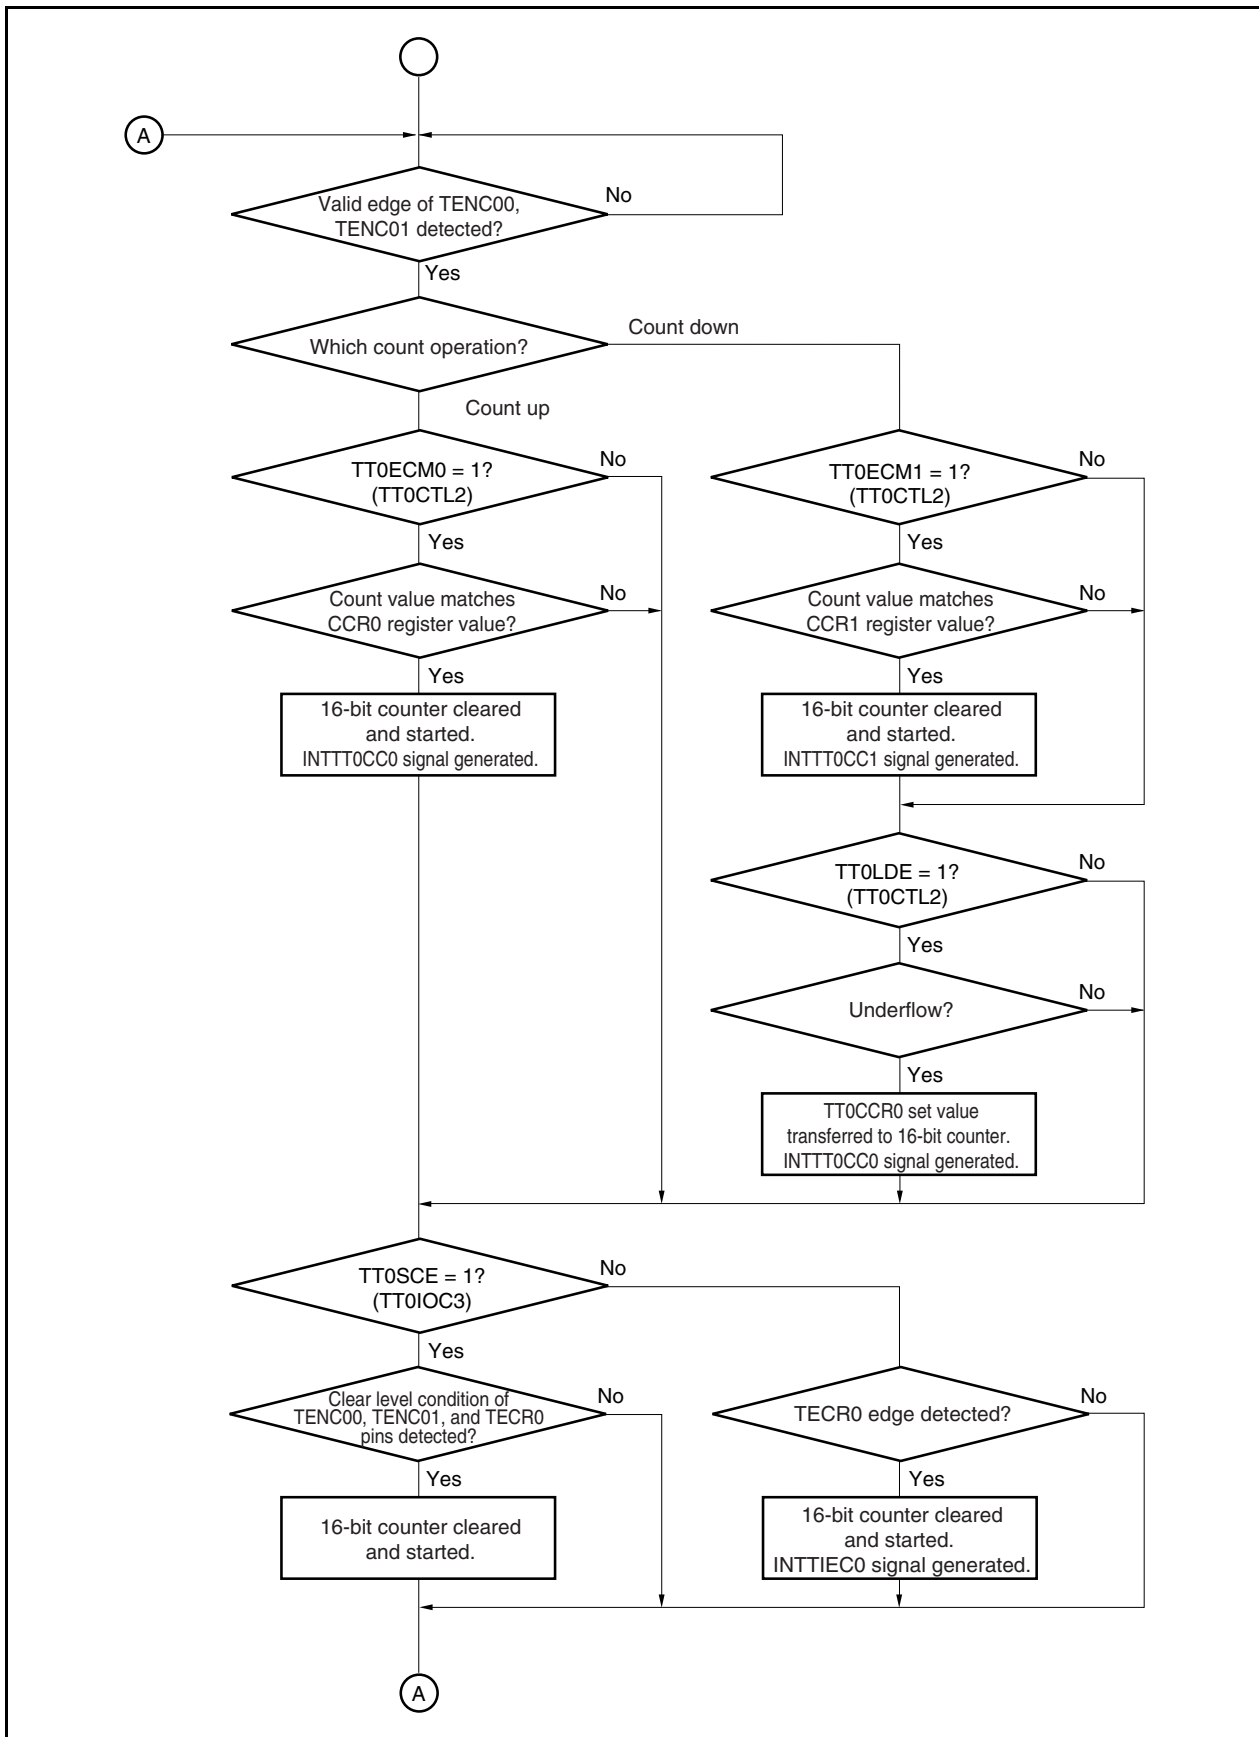 A
Valid edge of TENC00,
TENC01 detected?
No
Yes
Which count operation?
Count down
Count up
TT0ECM0 = 1?
(TT0CTL2)
No
Yes
TT0ECM1 = 1?
(TT0CTL2)
No
Yes
Count value matches
CCR0 register value?
No
Yes
Count value matches
CCR1 register value?
No
Yes
16-bit counter cleared
and started.
INTTT0CC0 signal generated.
16-bit counter cleared
and started.
INTTT0CC1 signal generated.
TT0LDE = 1?
(TT0CTL2)
No
Yes
Underflow?
No
Yes
TT0CCR0 set value
transferred to 16-bit counter.
INTTT0CC0 signal generated.
TT0SCE = 1?
(TT0IOC3)
No
Yes
Clear level condition of
TENC00, TENC01, and TECR0
pins detected?
No
Yes
TECR0 edge detected?
No
Yes
16-bit counter cleared
and started.
16-bit counter cleared
and started.
INTTIEC0 signal generated.
A